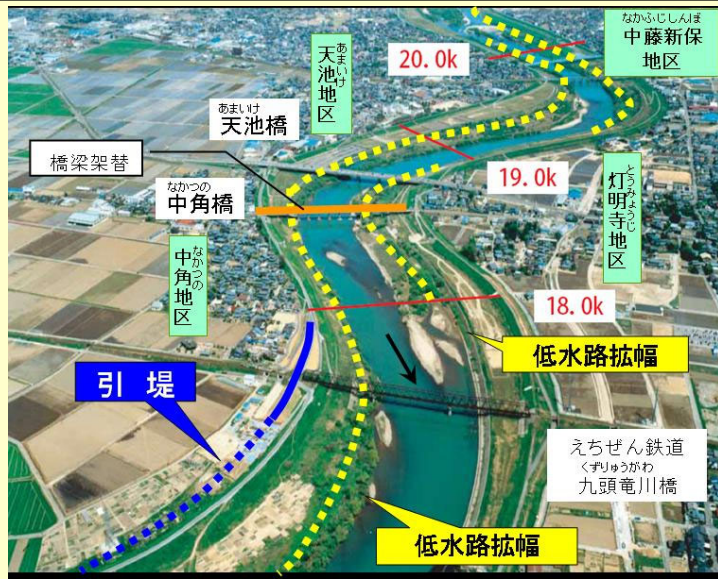 なかふじしんぽ
中藤新保
地区
20.0k
あまいけ
天池地区
あまいけ
天池橋
橋梁架替
19.0k
とうみょうじ
灯明寺地区
なかつの
中角橋
なかつの
中角地区
18.0k
低水路拡幅
引堤
えちぜん鉄道
くずりゅうがわ
九頭竜川橋
低水路拡幅